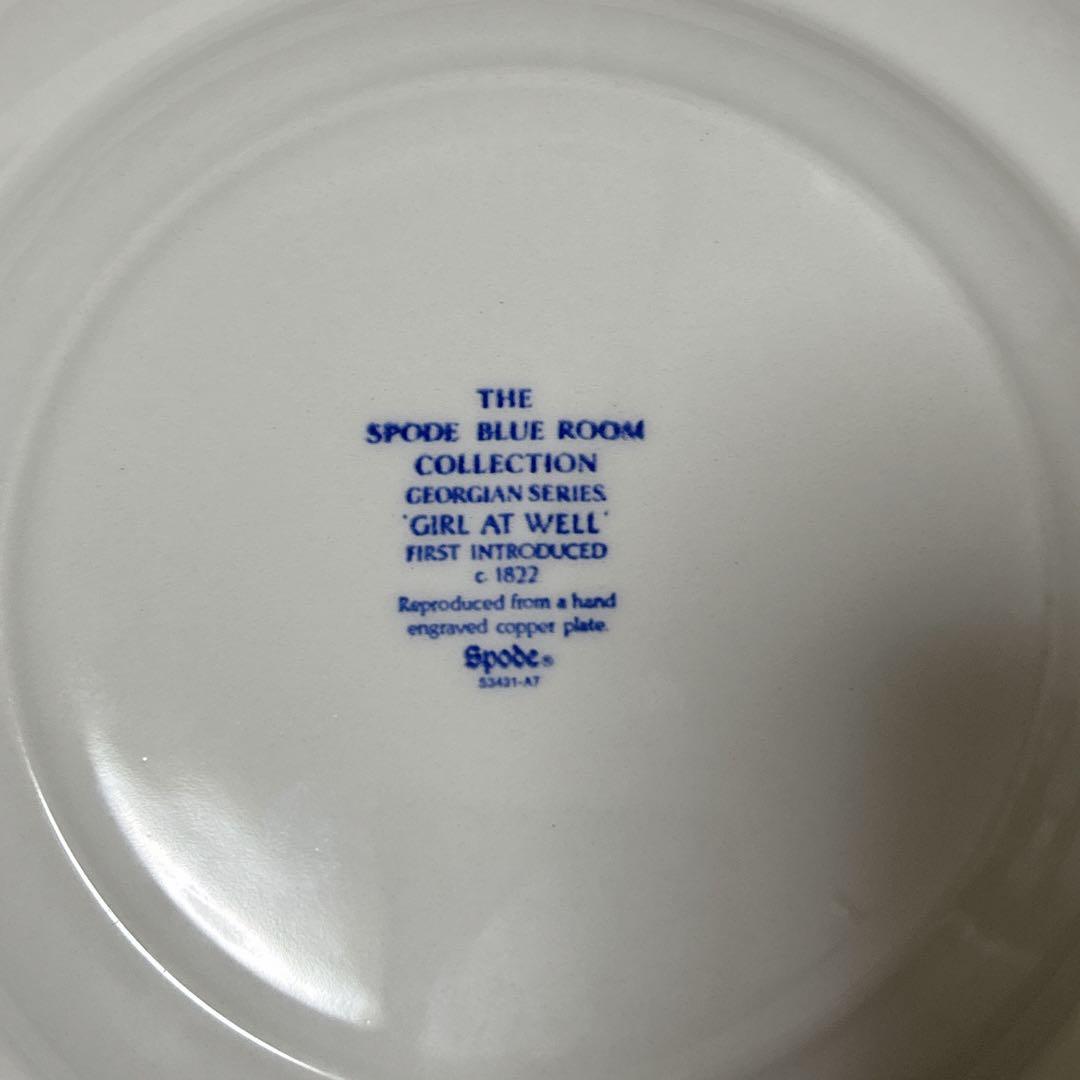 THE
SPODE BLUE ROOM
COLLECTION
GEORGIAN SERIES.
'GIRL AT WELL'
FIRST INTRODUCED
c. 1822
Reproduced from a hand
engraved copper plate.
Spode®
S3431-A7